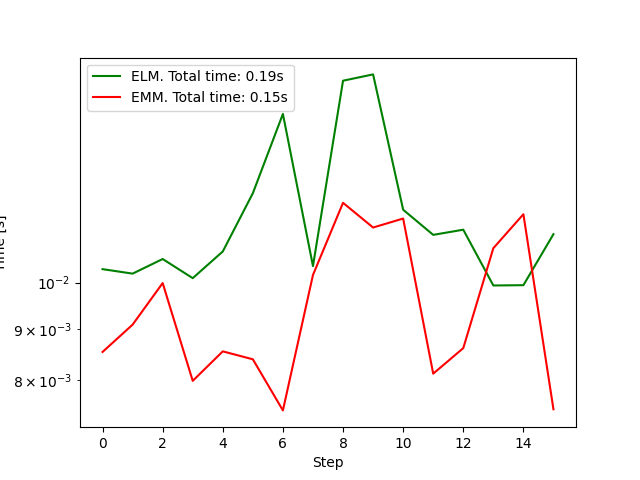 ELM. Total time: 0.19s
EMM. Total time: 0.15s
10⁻²
9 × 10⁻³
8 × 10⁻³
0 2 4 6 8 10 12 14
Step